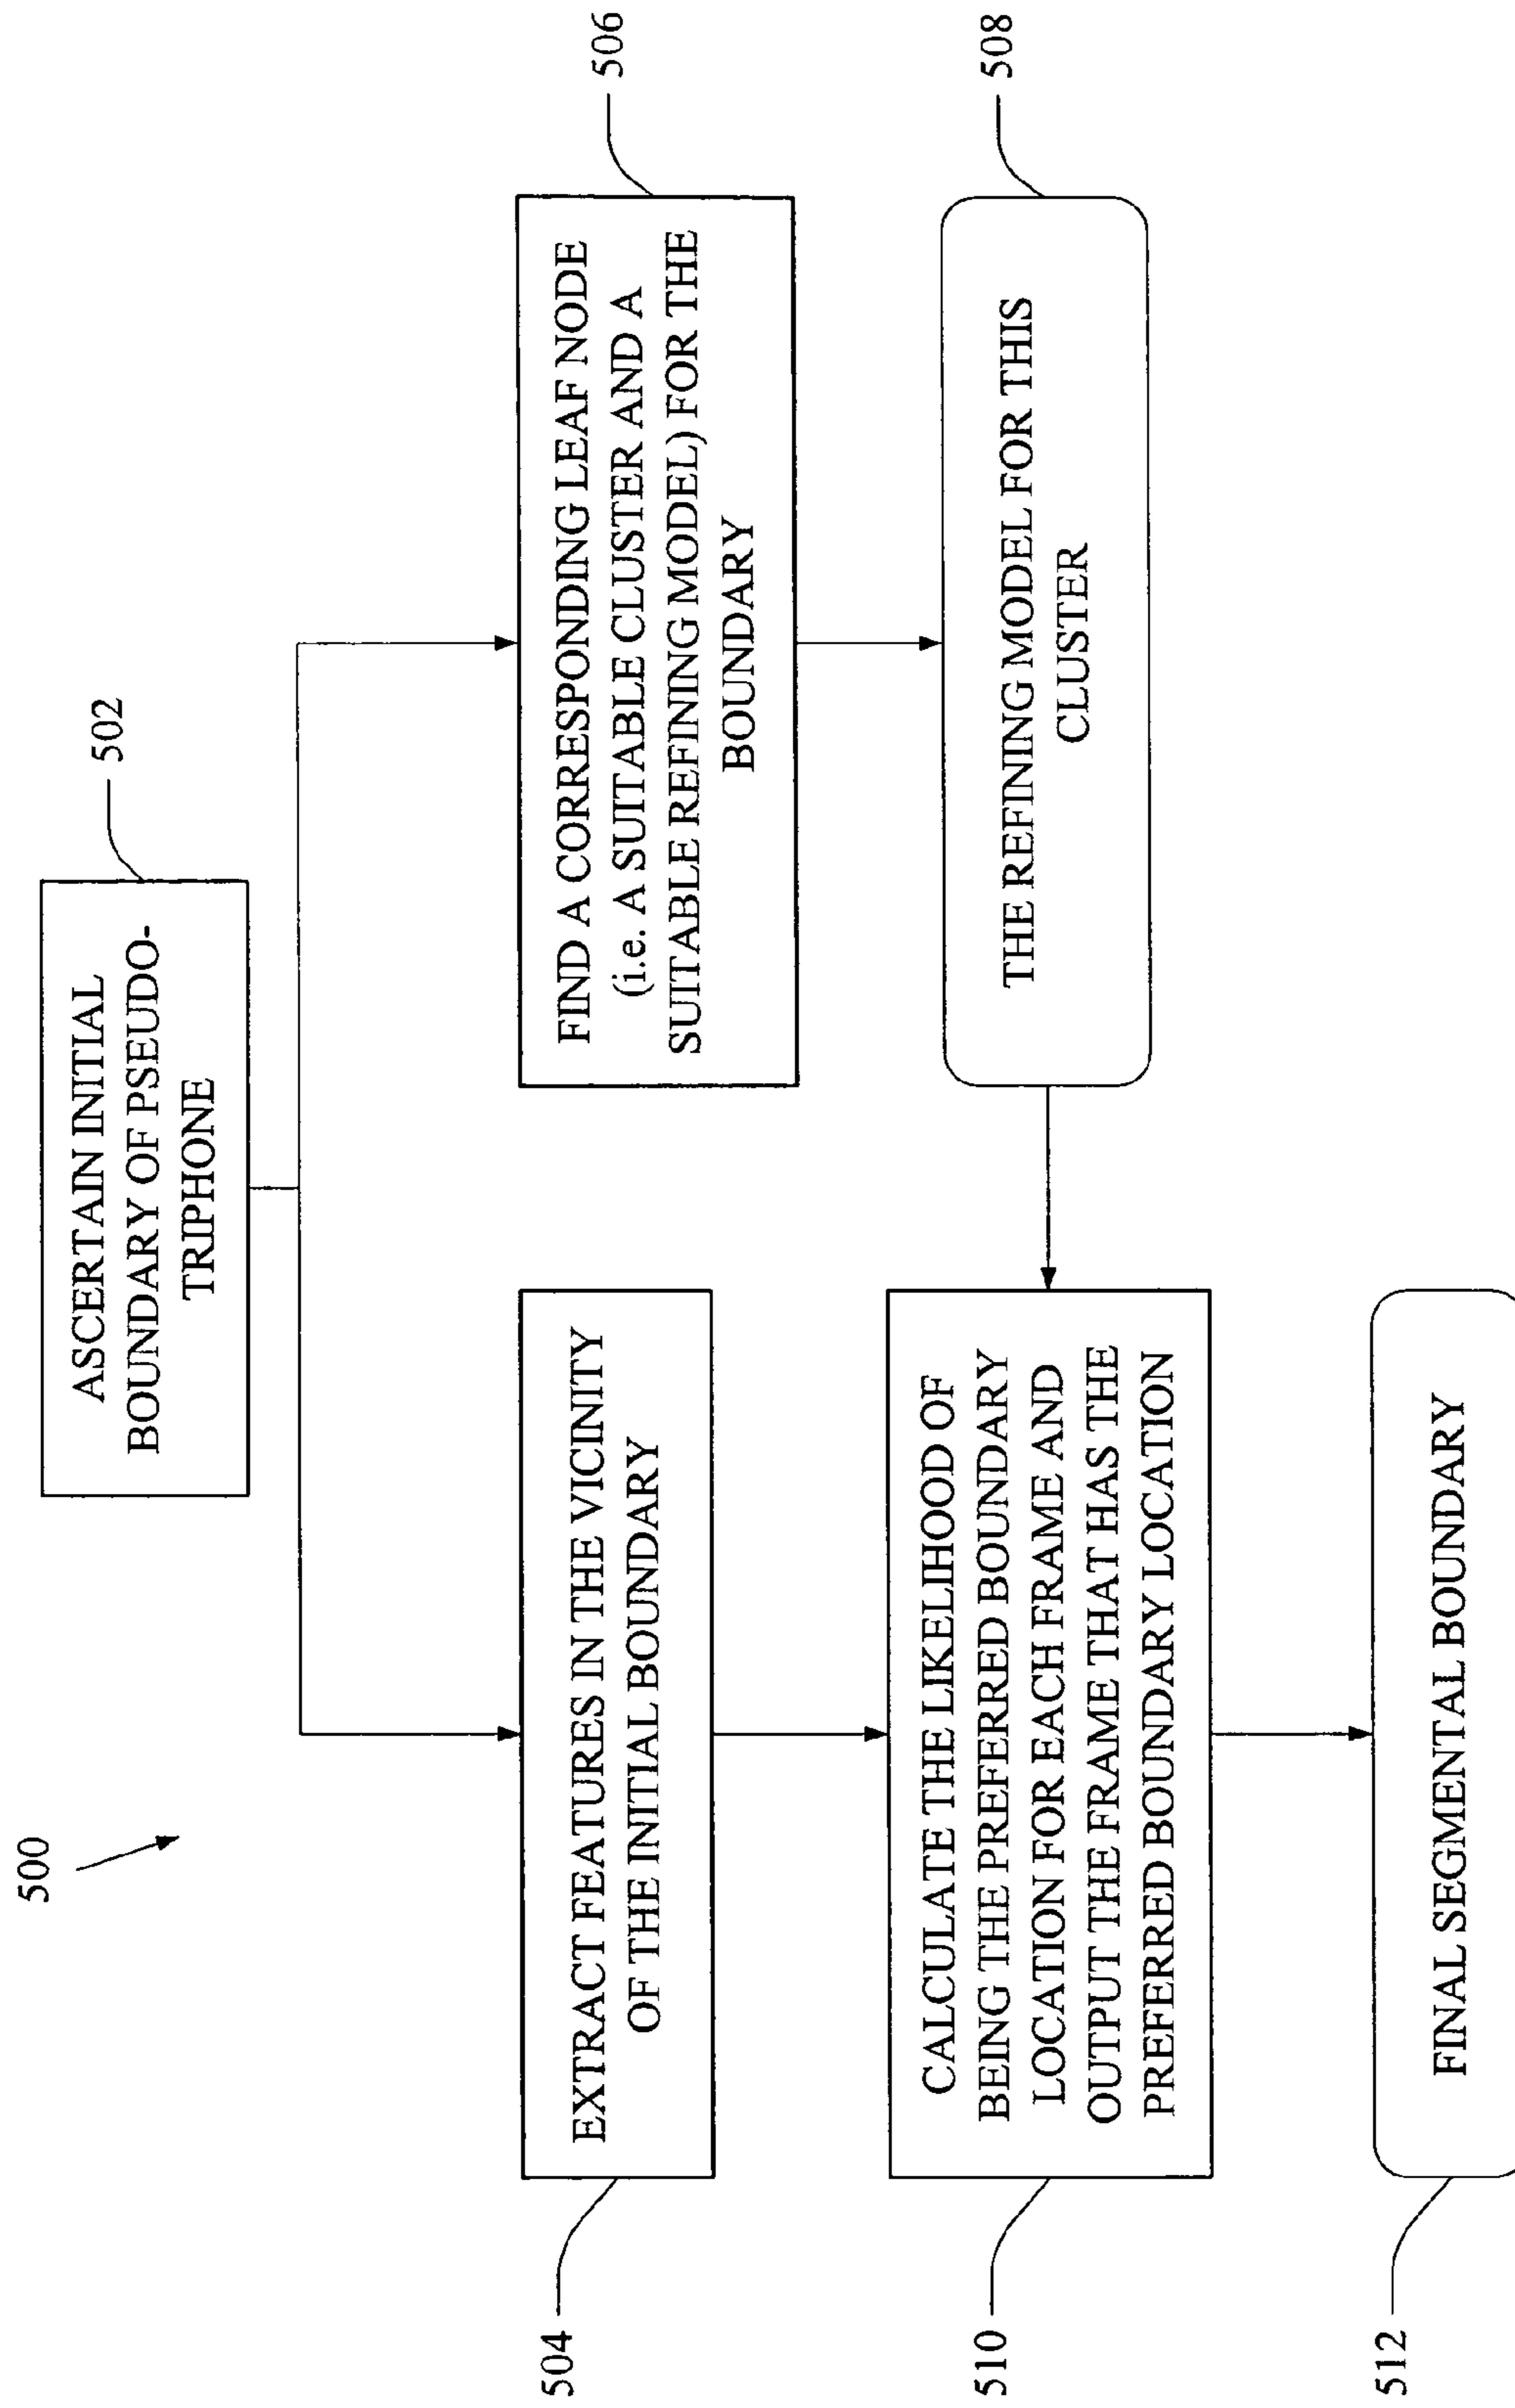 500
ASCERTAIN INITIAL
BOUNDARY OF PSEUDO-
TRIPHONE
502
EXTRACT FEATURES IN THE VICINITY
OF THE INITIAL BOUNDARY
504
FIND A CORRESPONDING LEAF NODE
(i.e. A SUITABLE CLUSTER AND A
SUITABLE REFINING MODEL) FOR THE
BOUNDARY
506
THE REFINING MODEL FOR THIS
CLUSTER
508
CALCULATE THE LIKELIHOOD OF
BEING THE PREFERRED BOUNDARY
LOCATION FOR EACH FRAME AND
OUTPUT THE FRAME THAT HAS THE
PREFERRED BOUNDARY LOCATION
510
FINAL SEGMENTAL BOUNDARY
512